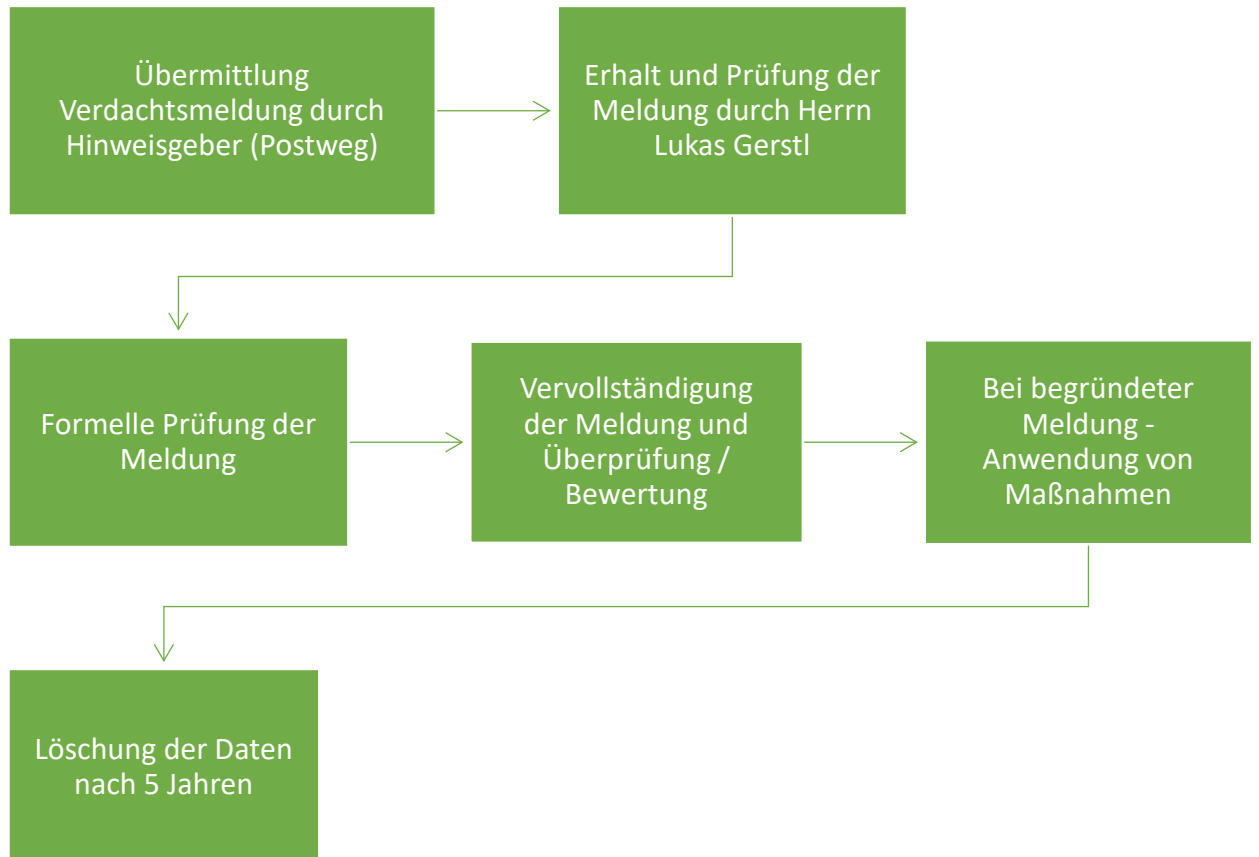 Übermittlung
Verdachtsmeldung durch
Hinweisgeber (Postweg)
Erhalt und Prüfung der
Meldung durch Herrn
Lukas Gerstl
Formelle Prüfung der
Meldung
Vervollständigung
der Meldung und
Überprüfung /
Bewertung
Bei begründeter
Meldung -
Anwendung von
Maßnahmen
Löschung der Daten
nach 5 Jahren